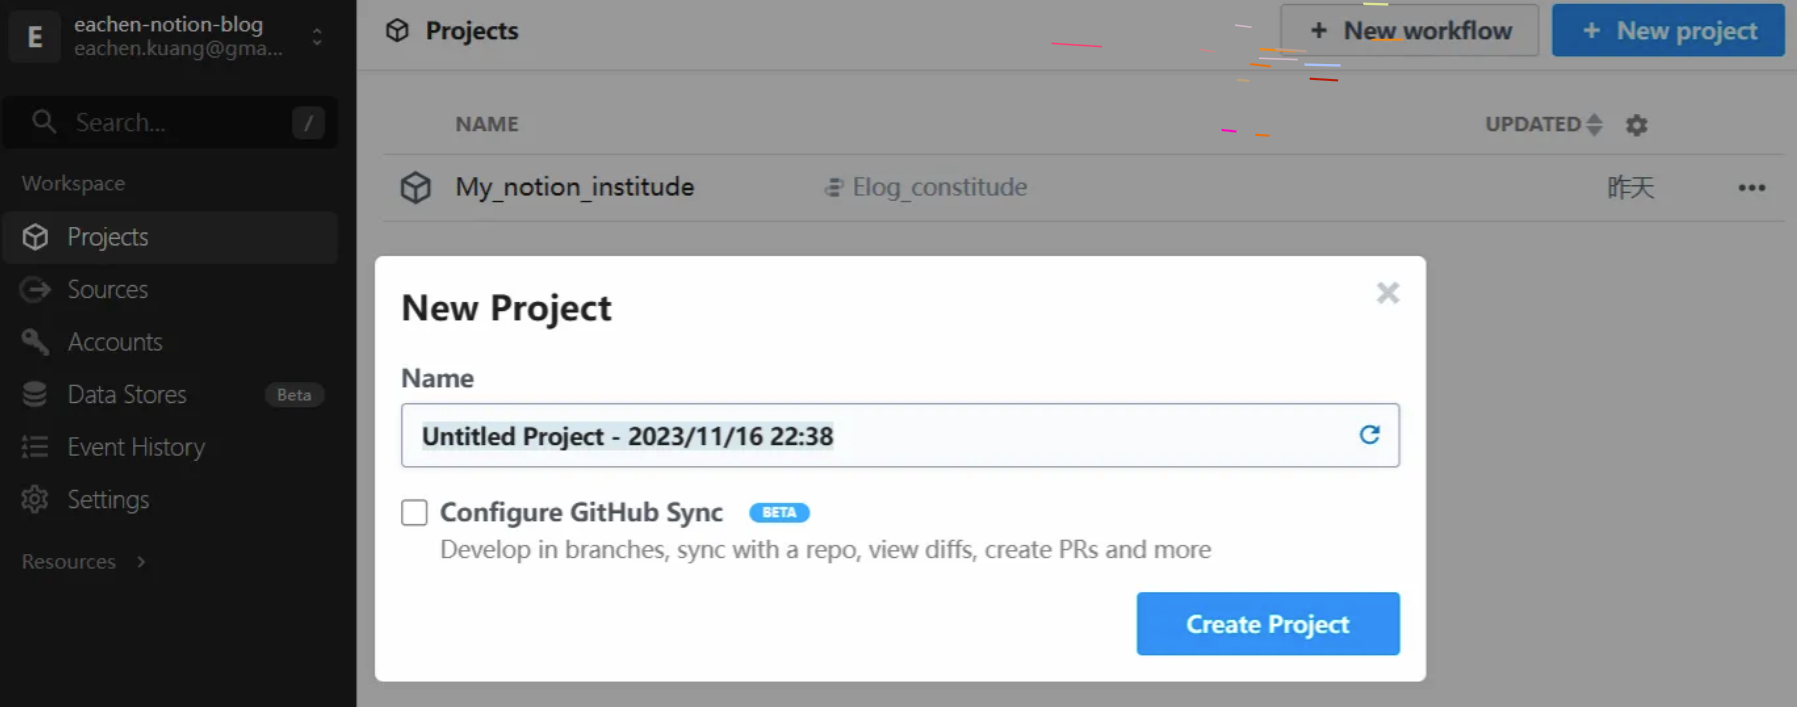 E
eachen-notion-blog
eachen.kuang@gma...
Search...
/
Workspace
Projects
Sources
Accounts
Data Stores
Beta
Event History
Settings
Resources
Projects
+ New workflow
+ New project
NAME
UPDATED
My_notion_institude
Elog_constitude
昨天
New Project
Name
Untitled Project - 2023/11/16 22:38
Configure GitHub Sync
BETA
Develop in branches, sync with a repo, view diffs, create PRs and more
Create Project